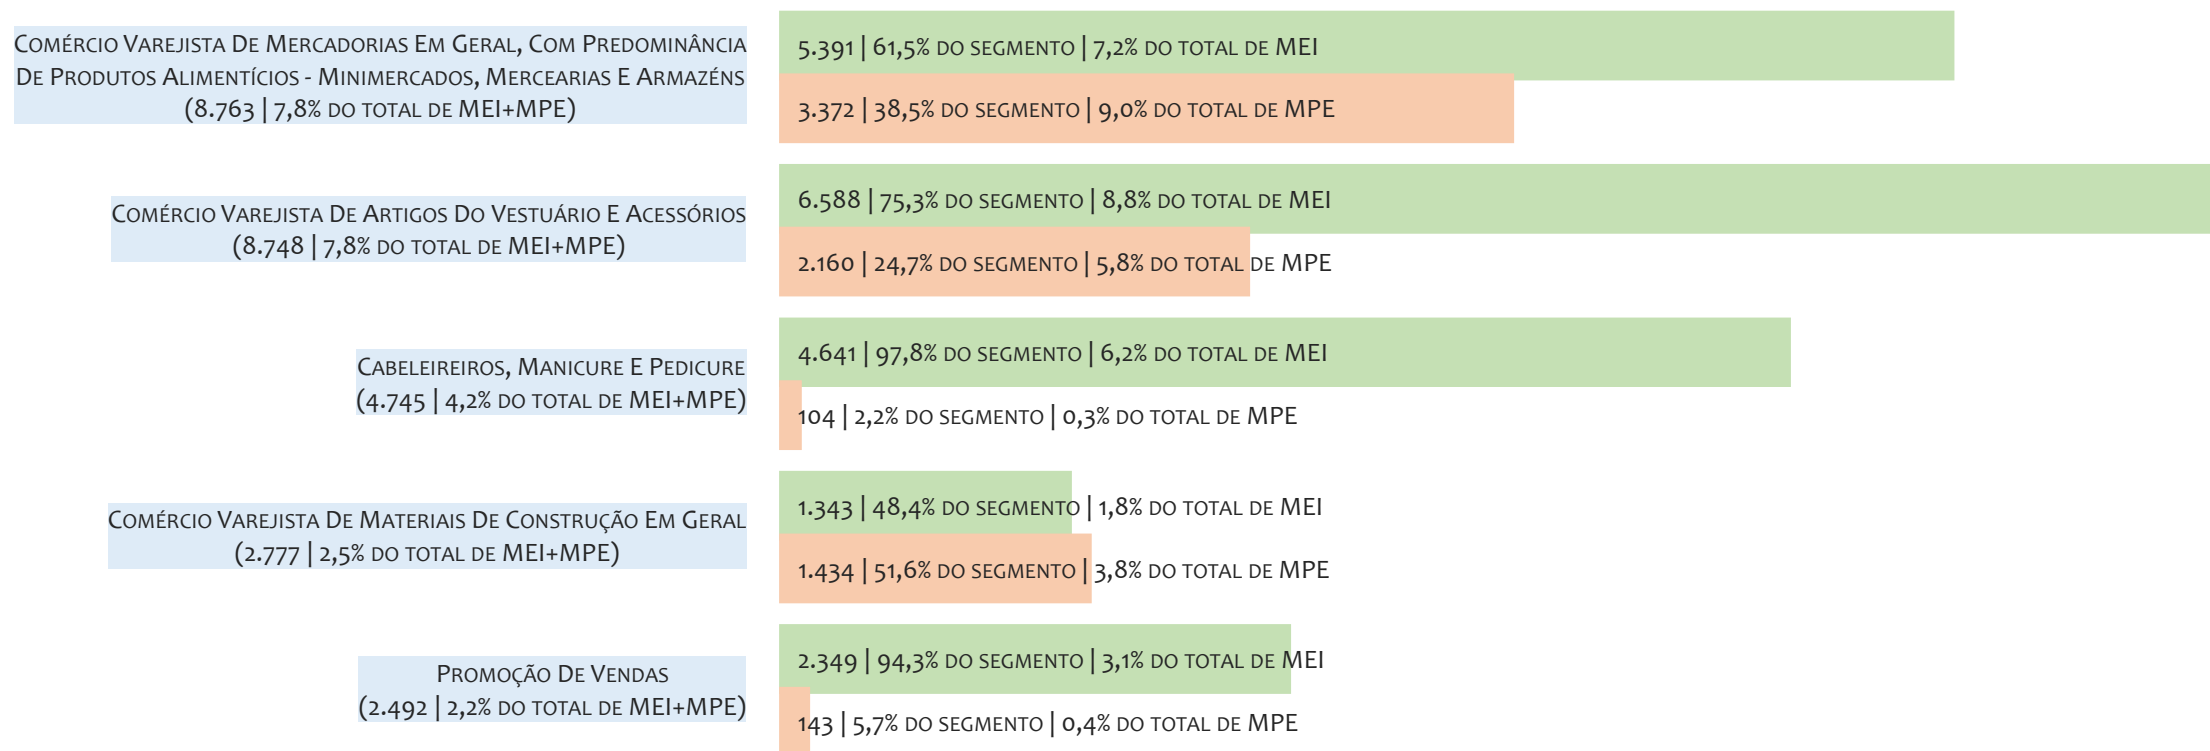 Comércio Varejista De Mercadorias Em Geral, Com Predominância
De Produtos Alimentícios - Minimercados, Mercearias E Armazéns
(8.763 | 7,8% do total de MEI+MPE)
5.391 | 61,5% do segmento | 7,2% do total de MEI
3.372 | 38,5% do segmento | 9,0% do total de MPE
Comércio Varejista De Artigos Do Vestuário E Acessórios
(8.748 | 7,8% do total de MEI+MPE)
6.588 | 75,3% do segmento | 8,8% do total de MEI
2.160 | 24,7% do segmento | 5,8% do total de MPE
Cabeleireiros, Manicure E Pedicure
(4.745 | 4,2% do total de MEI+MPE)
4.641 | 97,8% do segmento | 6,2% do total de MEI
104 | 2,2% do segmento | 0,3% do total de MPE
Comércio Varejista De Materiais De Construção Em Geral
(2.777 | 2,5% do total de MEI+MPE)
1.343 | 48,4% do segmento | 1,8% do total de MEI
1.434 | 51,6% do segmento | 3,8% do total de MPE
Promoção De Vendas
(2.492 | 2,2% do total de MEI+MPE)
2.349 | 94,3% do segmento | 3,1% do total de MEI
143 | 5,7% do segmento | 0,4% do total de MPE